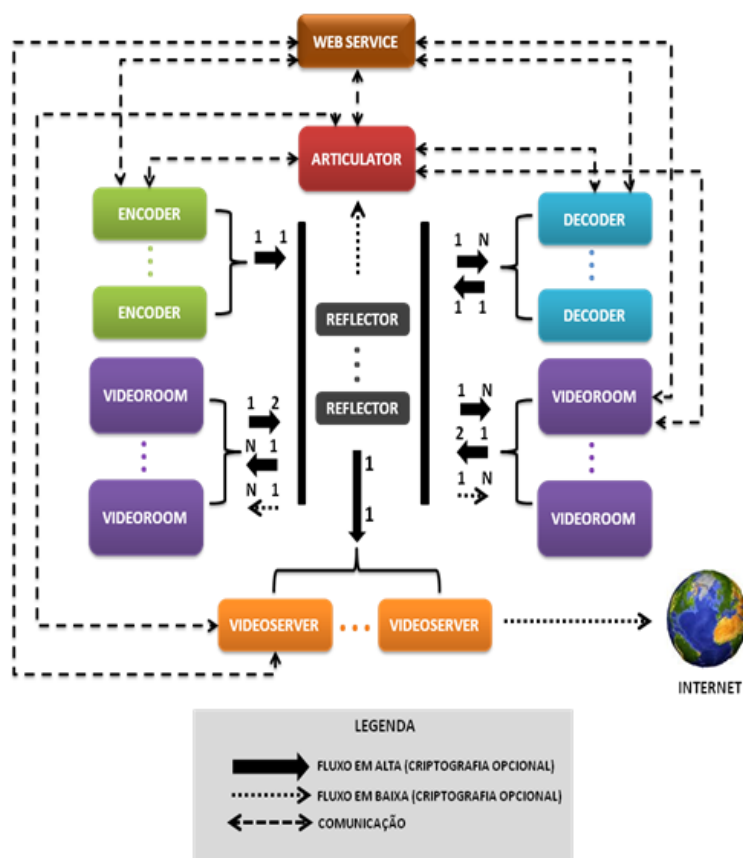 WEB SERVICE
ARTICULATOR
ENCODER
DECODER
1 1
1 N
REFLECTOR
1 1
ENCODER
DECODER
VIDEOROOM
1 2
REFLECTOR
1 N
VIDEOROOM
N 1
1
2 1
N 1
1 N
VIDEOROOM
1
VIDEOROOM
VIDEOSERVER
VIDEOSERVER
INTERNET
LEGENDA
FLUXO EM ALTA (CRIPTOGRAFIA OPCIONAL)
FLUXO EM BAIXA (CRIPTOGRAFIA OPCIONAL)
COMUNICAÇÃO